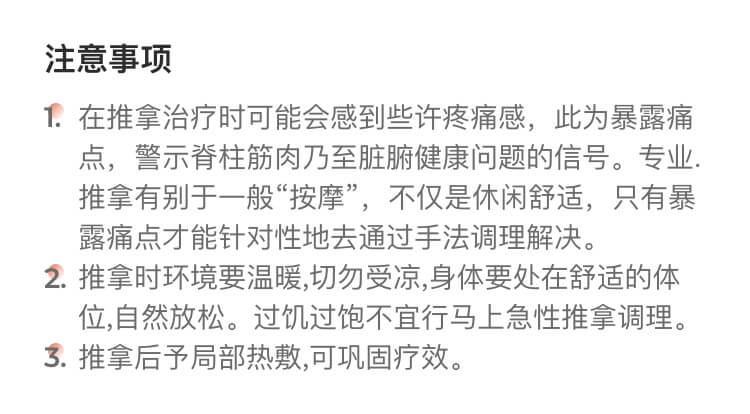 注意事项
1. 在推拿治疗时可能会感到些许疼痛感，此为暴露痛
点，警示脊柱筋肉乃至脏腑健康问题的信号。专业.
推拿有别于一般“按摩”，不仅是休闲舒适，只有暴
露痛点才能针对性地去通过手法调理解决。
2. 推拿时环境要温暖,切勿受凉,身体要处在舒适的体
位,自然放松。过饥过饱不宜行马上急性推拿调理。
3. 推拿后予局部热敷,可巩固疗效。